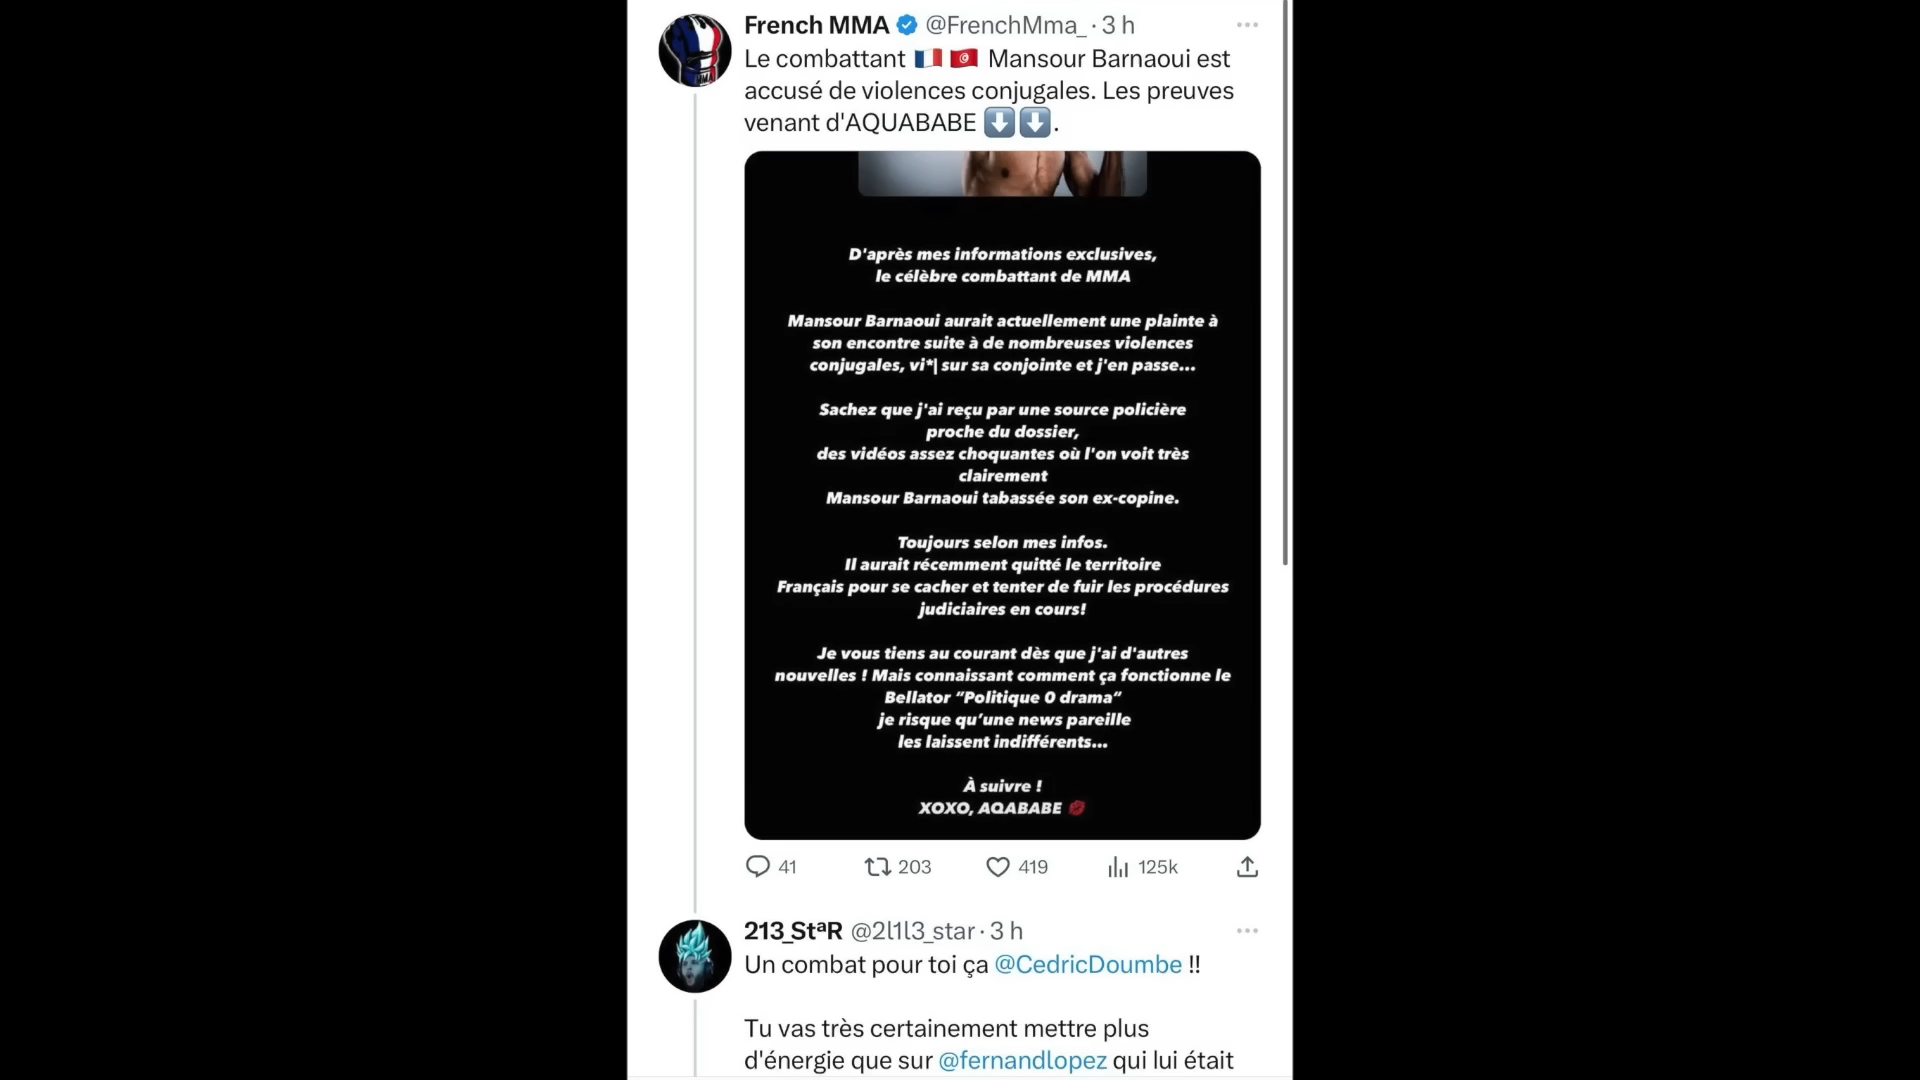 French MMA @FrenchMma_ · 3 h
Le combattant 🇫🇷 🇹🇳 Mansour Barnaoui est
accusé de violences conjugales. Les preuves
venant d'AQUABABE ⬇️⬇️.
MMA
D'après mes informations exclusives,
le célèbre combattant de MMA
Mansour Barnaoui aurait actuellement une plainte à
son encontre suite à de nombreuses violences
conjugales, vi*| sur sa conjointe et j'en passe...
Sachez que j'ai reçu par une source policière
proche du dossier,
des vidéos assez choquantes où l'on voit très
clairement
Mansour Barnaoui tabassée son ex-copine.
Toujours selon mes infos.
Il aurait récemment quitté le territoire
Français pour se cacher et tenter de fuir les procédures
judiciaires en cours!
Je vous tiens au courant dès que j'ai d'autres
nouvelles ! Mais connaissant comment ça fonctionne le
Bellator “Politique 0 drama“
je risque qu’une news pareille
les laissent indifférents...
À suivre !
XOXO, AQABABE 💋
41 203 419 125k
213_StªR @2l1l3_star · 3 h
Un combat pour toi ça @CedricDoumbe !!
Tu vas très certainement mettre plus
d'énergie que sur @fernandlopez qui lui était